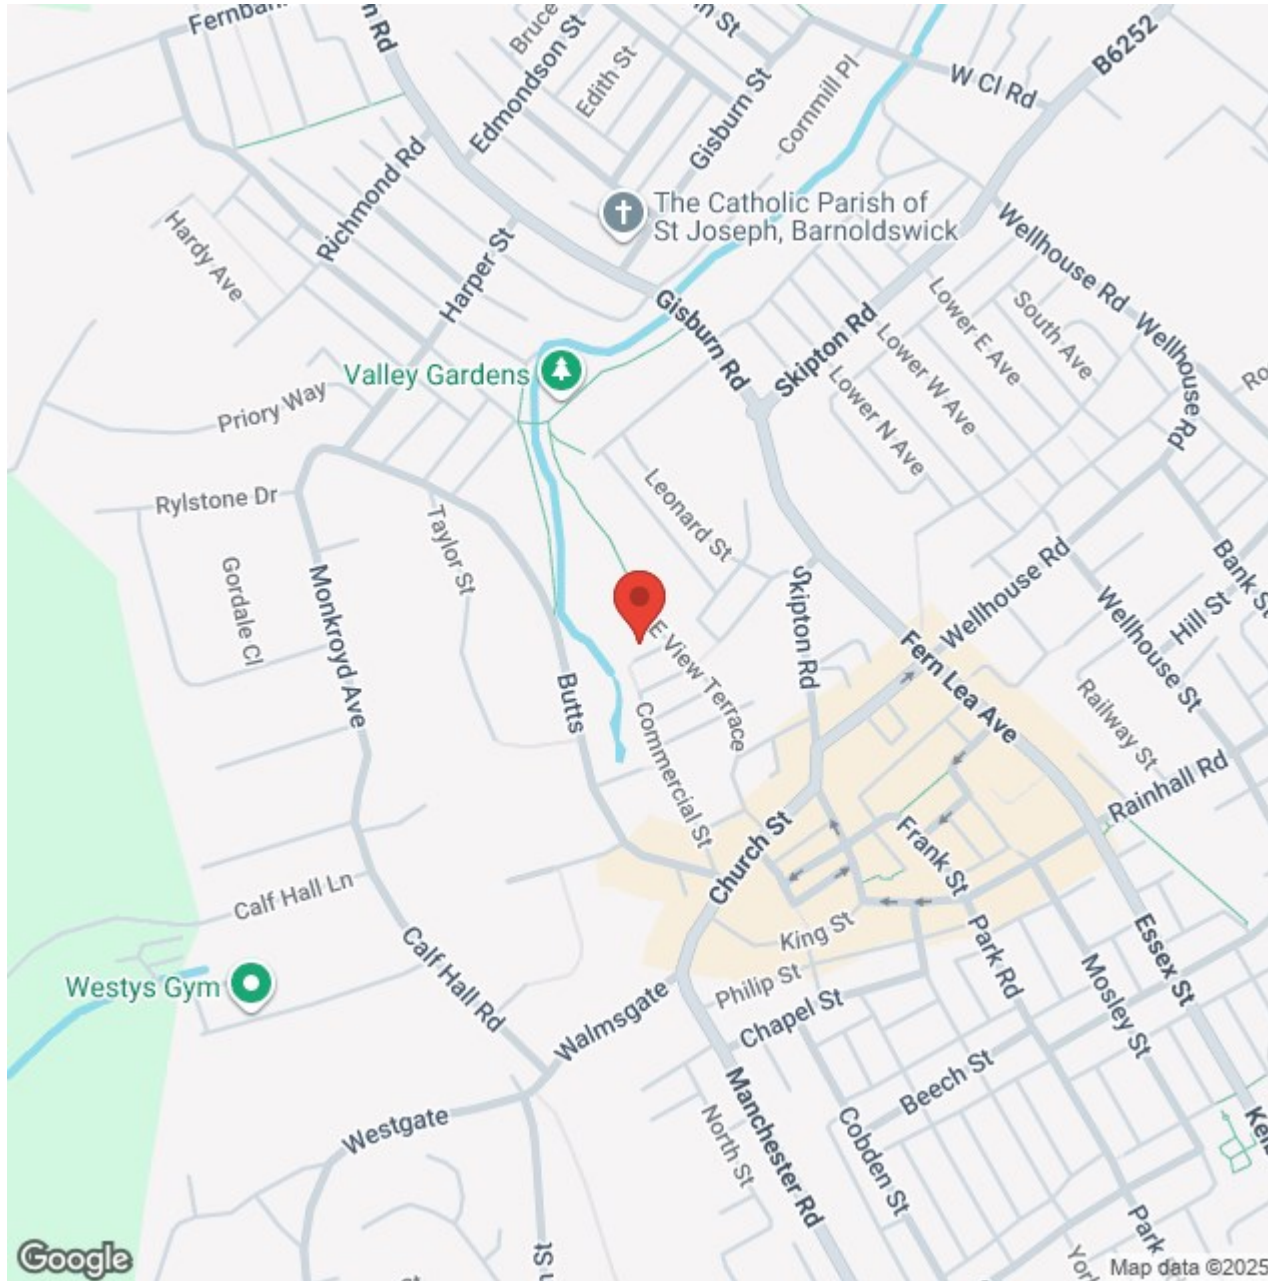 Fernbank
n Rd
Bruce
n St
Edith St
Edmondson St
Gisburn St
Cornmill Pl
W Cl Rd
B6252
Richmond Rd
Hardy Ave
Harper St
The Catholic Parish of
St Joseph, Barnoldswick
Wellhouse Rd
Wellhouse Rd
Gisburn Rd
Skipton Rd
Lower E Ave
South Ave
Lower W Ave
Lower N Ave
Ro
Valley Gardens
Priory Way
Rylstone Dr
Taylor St
Leonard St
Gordale Cl
Monkroyd Ave
E View Terrace
Skipton Rd
Wellhouse Rd
Bank St
Hill St
Wellhouse St
Butts
Commercial St
Fern Lea Ave
Railway St
Rainhall Rd
Church St
Frank St
Calf Hall Ln
King St
Park Rd
Essex St
Mosley St
Westys Gym
Calf Hall Rd
Philip St
Chapel St
Walmsgate
Beech St
Westgate
North St
Manchester Rd
Cobden St
Park
n St
St
Google
Map data ©2025